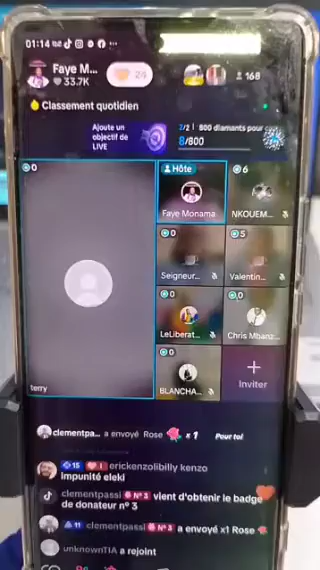 01:14
Faye M...
24
33.7K
168
Classement quotidien
Ajoute un
objectif de
LIVE
2/2 | 800 diamants pour
8/800
0
Hôte
6
Faye Monama
NKOUEM...
0
5
Seigneur...
Valentin...
0
0
LeLiberat...
Chris Mbanz...
0
BLANCHA...
Inviter
terry
clementpa... a envoyé Rose x 1
Pour toi
15 1 erickenzolibilly kenzo
Impunité eleki
clementpassi N° 3 vient d'obtenir le badge
de donateur n° 3
11 clementpassi N° 3 a envoyé x1 Rose
unknownTIA a rejoint